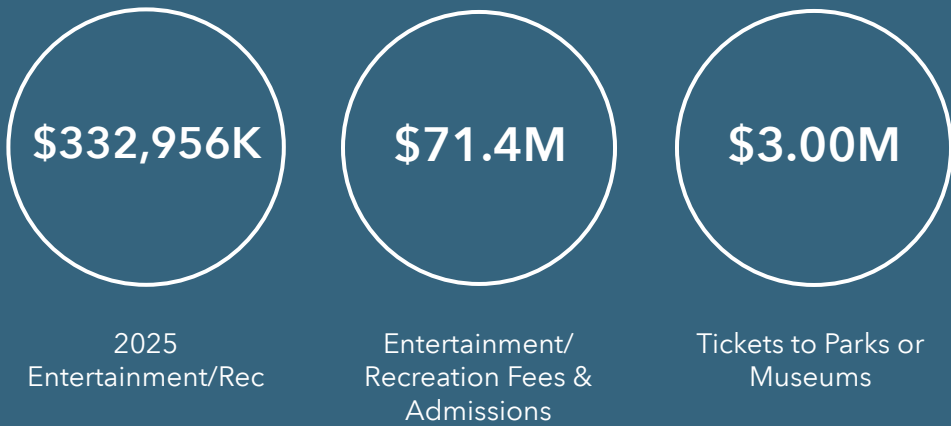 $332,956K
$71.4M
$3.00M
2025
Entertainment/Rec
Entertainment/
Recreation Fees &
Admissions
Tickets to Parks or
Museums